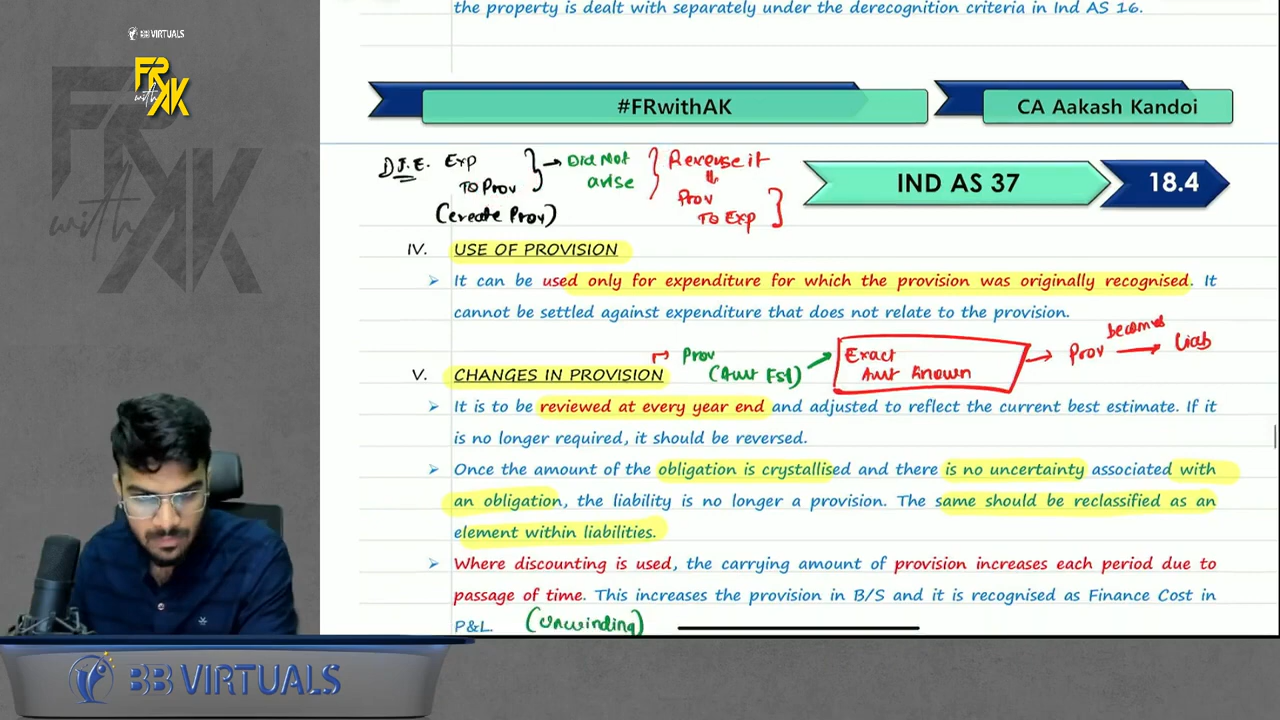 the property is dealt with separately under the derecognition criteria in Ind AS 16.
BB VIRTUALS
FR
with AK
#FRwithAK
CA Aakash Kandoi
D.J.E. Exp
To Prov
(create Prov)
Did Not
arise
Reverse it
Prov
To Exp
IND AS 37
18.4
IV. USE OF PROVISION
➢ It can be used only for expenditure for which the provision was originally recognised. It
cannot be settled against expenditure that does not relate to the provision.
Prov
(Amt Est)
Exact
Amt Known
Prov
becomes
Liab
V. CHANGES IN PROVISION
➢ It is to be reviewed at every year end and adjusted to reflect the current best estimate. If it
is no longer required, it should be reversed.
➢ Once the amount of the obligation is crystallised and there is no uncertainty associated with
an obligation, the liability is no longer a provision. The same should be reclassified as an
element within liabilities.
➢ Where discounting is used, the carrying amount of provision increases each period due to
passage of time. This increases the provision in B/S and it is recognised as Finance Cost in
P&L. (Unwinding)
BB VIRTUALS